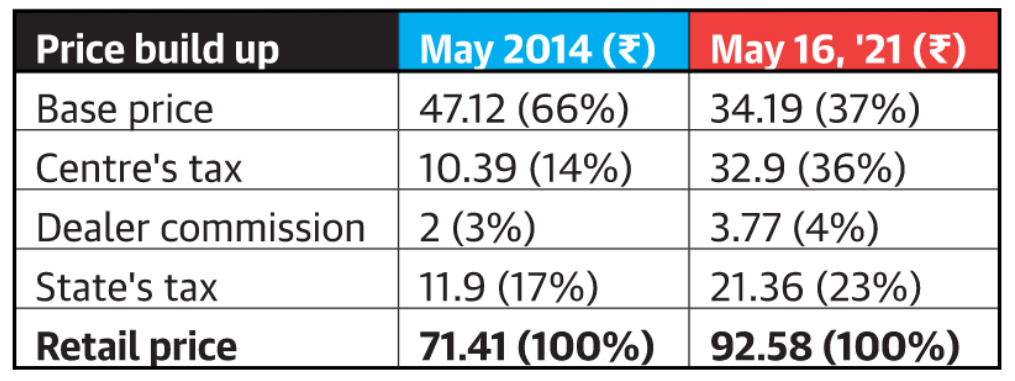 Price build up May 2014 (₹) May 16, '21 (₹)
Base price 47.12 (66%) 34.19 (37%)
Centre's tax 10.39 (14%) 32.9 (36%)
Dealer commission 2 (3%) 3.77 (4%)
State's tax 11.9 (17%) 21.36 (23%)
Retail price 71.41 (100%) 92.58 (100%)